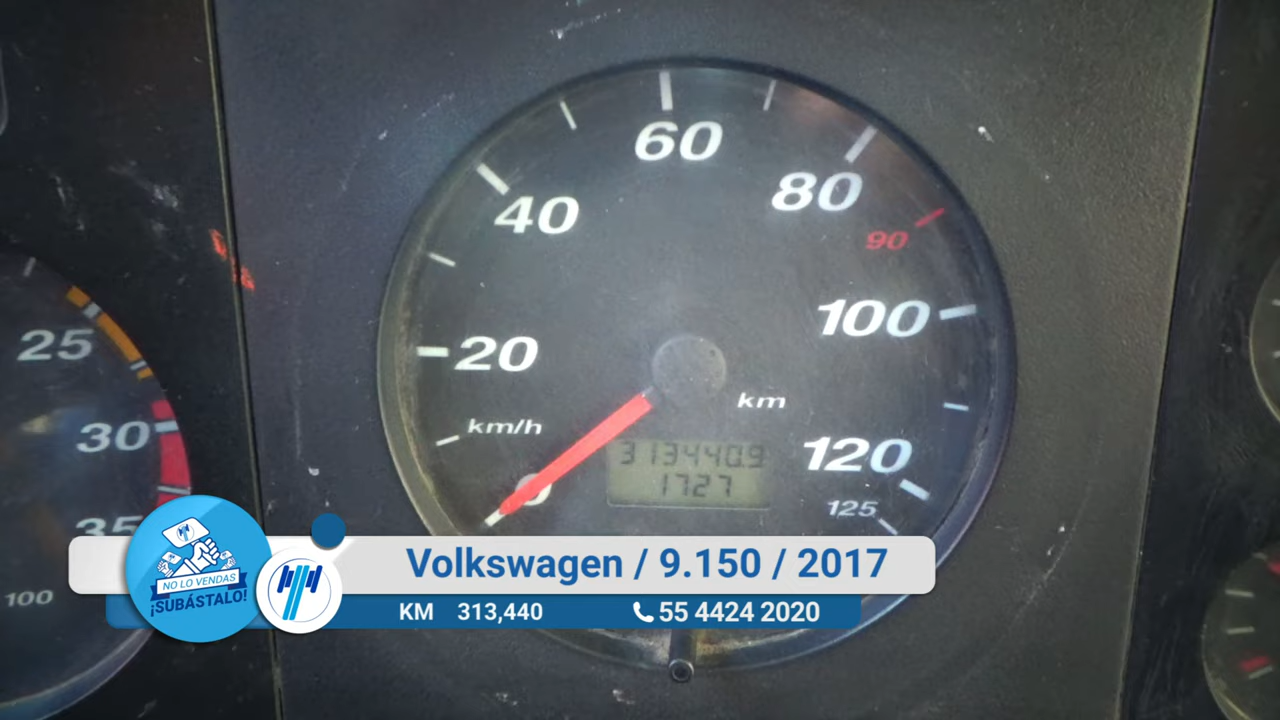 60
80
40
90
100
25
20
km
30
km/h
120
313440.9
1727
125
35
100
Volkswagen / 9.150 / 2017
NO LO VENDAS
¡SUBÁSTALO!
KM 313,440 55 4424 2020